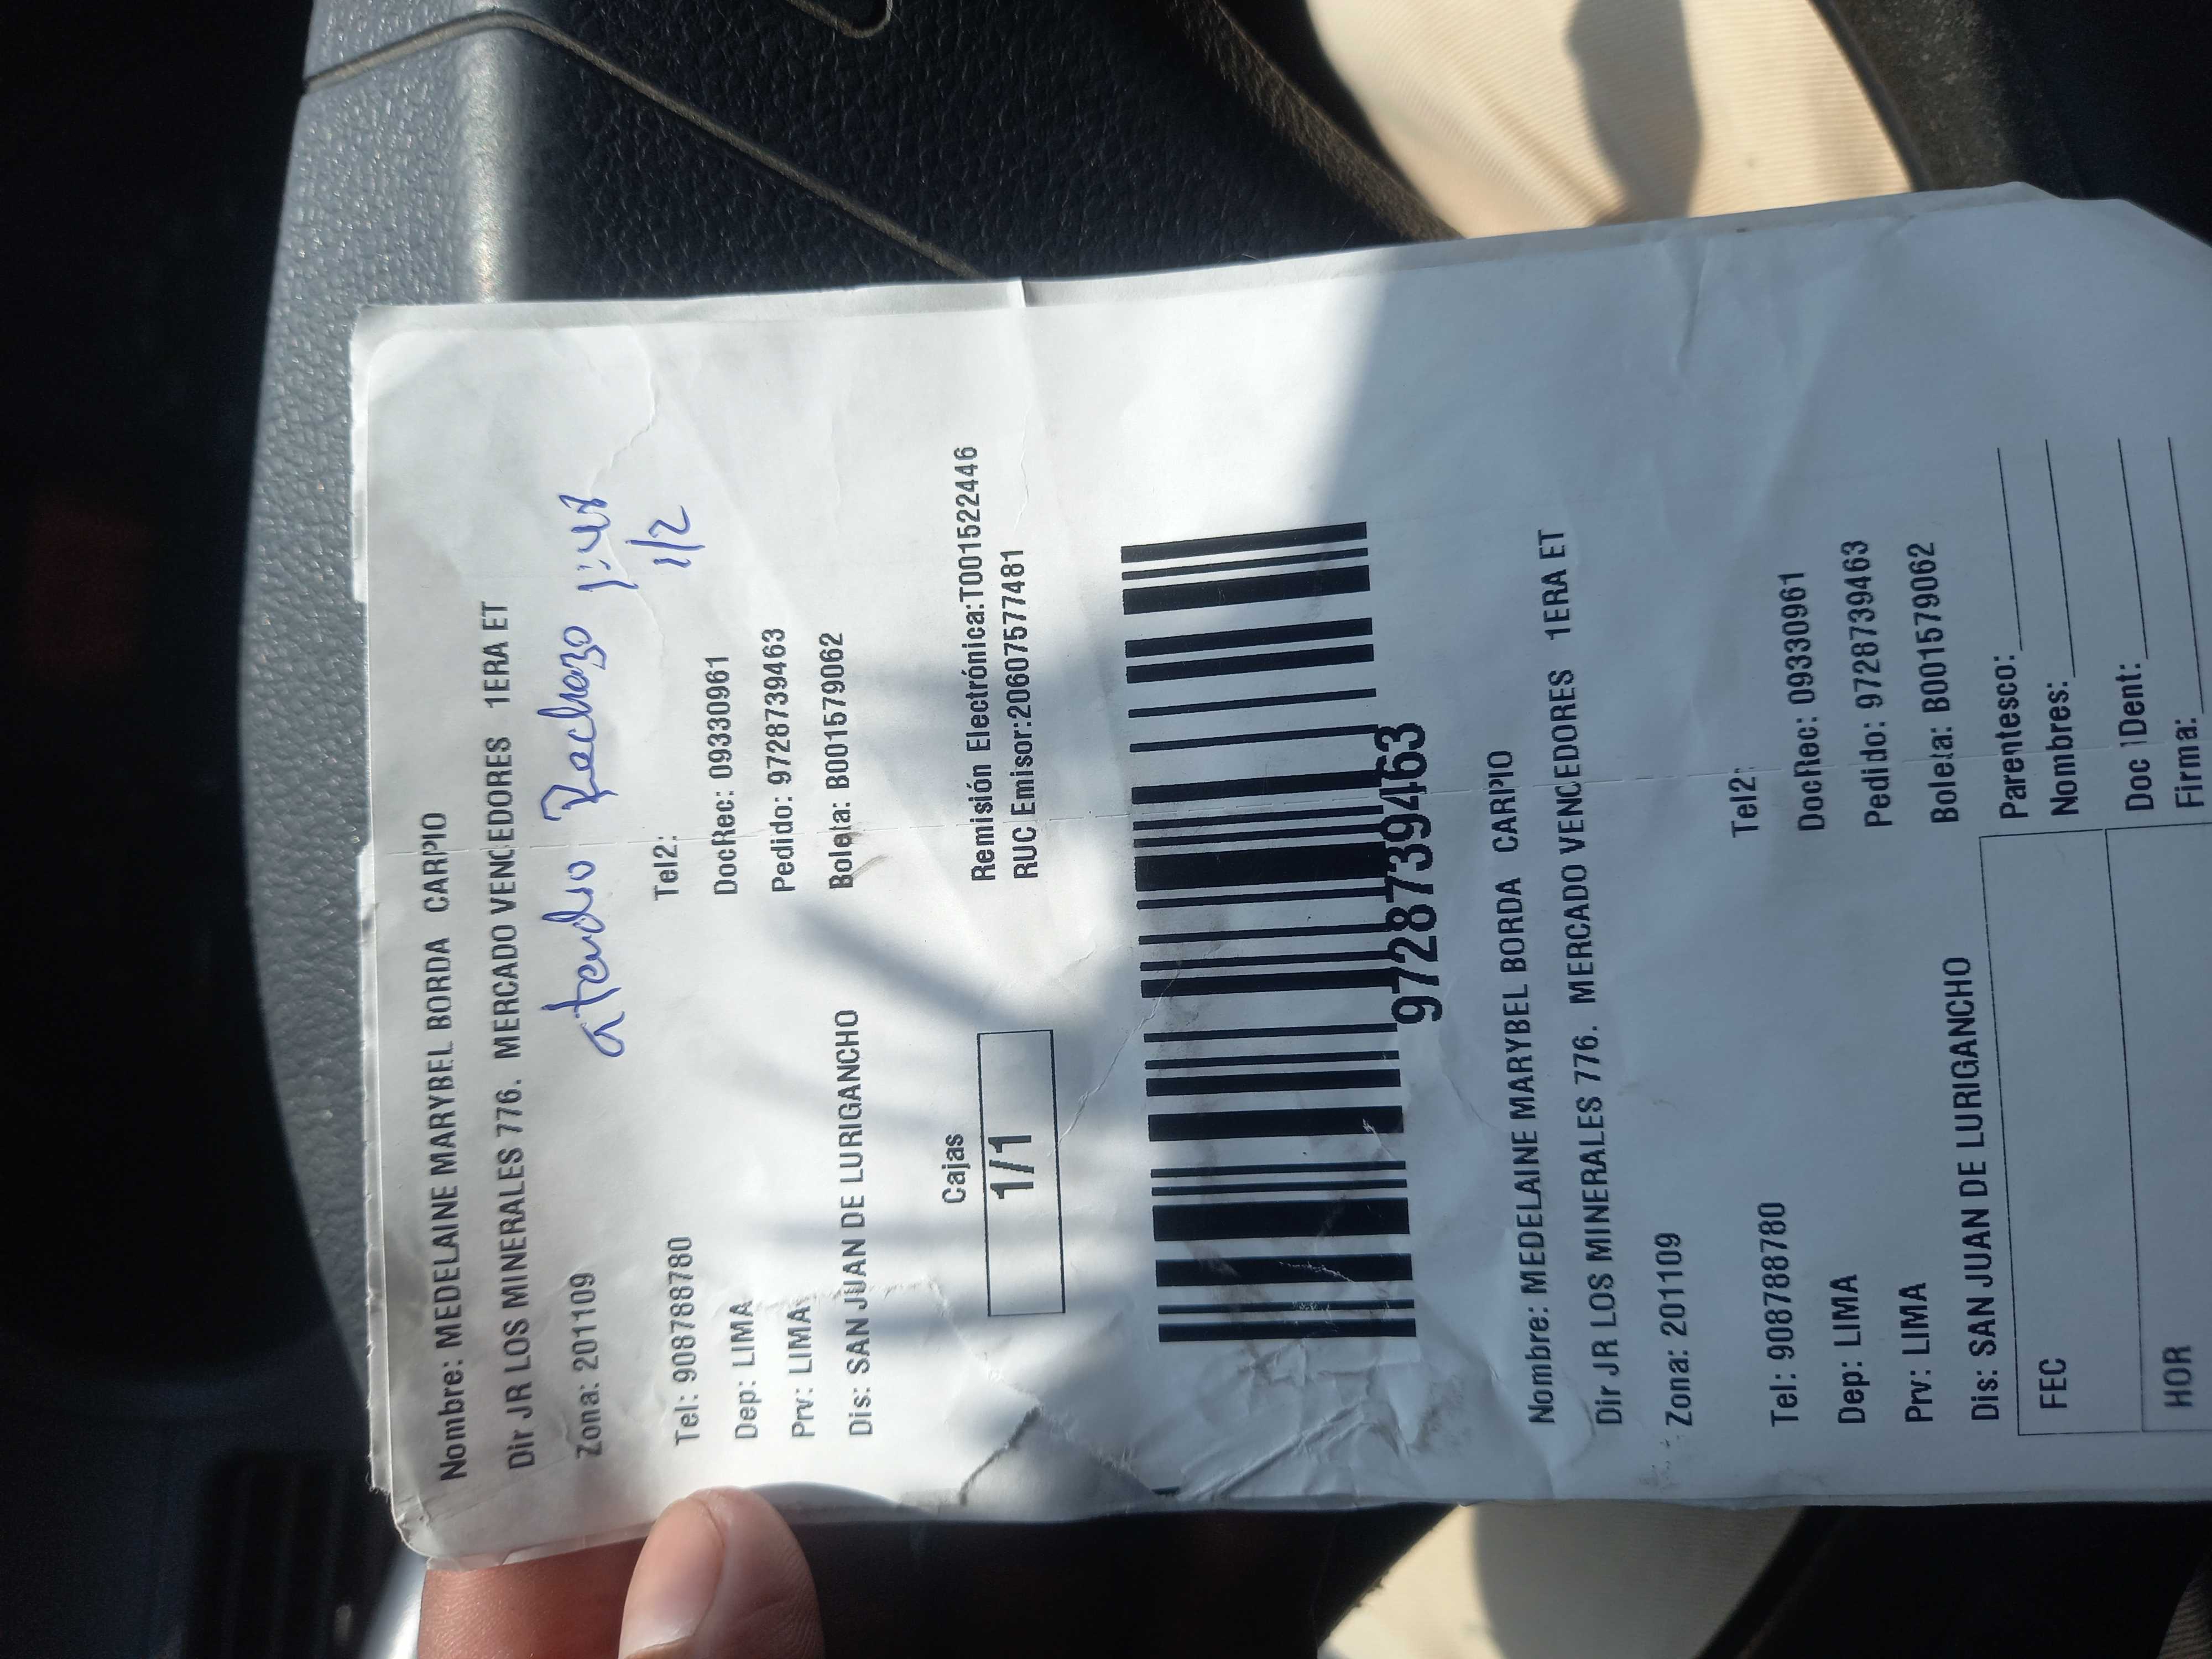 Nombre: MEDELAINE MARYBEL BORDA CARPIO
Dir JR LOS MINERALES 776. MERCADO VENCEDORES 1ERA ET
Zona: 201109
Rechazo
1/2
Tel: 908788780 Tel2:
Dep: LIMA DocRec: 09330961
Prv: LIMA Pedido: 9728739463
Dis: SAN JUAN DE LURIGANCHO Boleta: B001579062
Cajas
1/1
Remisión Electrónica:T001522446
RUC Emisor:20607577481
9728739463
Nombre: MEDELAINE MARYBEL BORDA CARPIO
Dir JR LOS MINERALES 776. MERCADO VENCEDORES 1ERA ET
Zona: 201109
Tel: 908788780 Tel2:
Dep: LIMA DocRec: 09330961
Prv: LIMA Pedido: 9728739463
Dis: SAN JUAN DE LURIGANCHO Boleta: B001579062
FEC
HOR
Parentesco:
Nombres:
Doc IDent:
Firma: